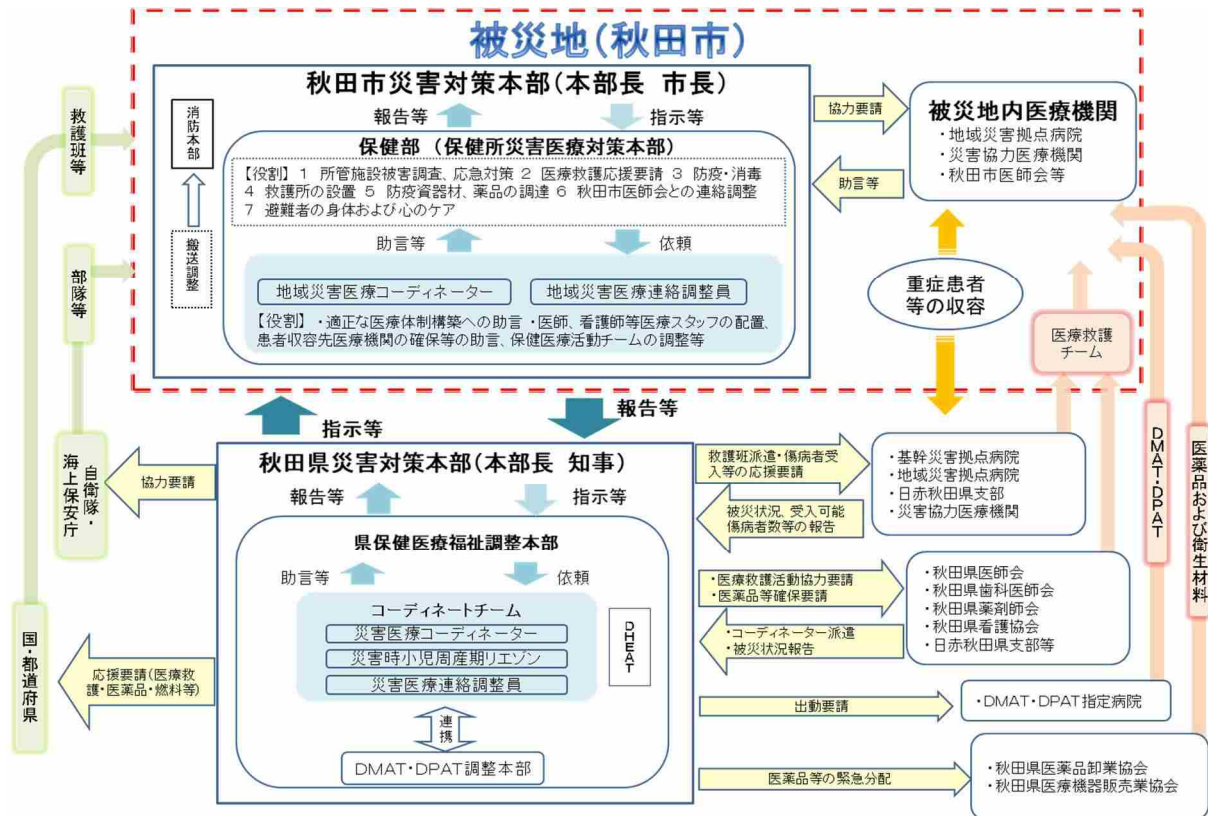 被災地(秋田市)
秋田市災害対策本部(本部長 市長)
報告等
指示等
消防本部
搬送調整
保健部 (保健所災害医療対策本部)
【役割】 1 所管施設被害調査、応急対策 2 医療救護応援要請 3 防疫・消毒
4 救護所の設置 5 防疫資器材、薬品の調達 6 秋田市医師会との連絡調整
7 避難者の身体および心のケア
助言等
依頼
地域災害医療コーディネーター
地域災害医療連絡調整員
【役割】 ・適正な医療体制構築への助言 ・医師、看護師等医療スタッフの配置、
患者収容先医療機関の確保等の助言、保健医療活動チームの調整等
協力要請
助言等
被災地内医療機関
・地域災害拠点病院
・災害協力医療機関
・秋田市医師会等
重症患者
等の収容
医療救護
チーム
救護班等
部隊等
自衛隊・
海上保安庁
国・都道府県
指示等
報告等
秋田県災害対策本部(本部長 知事)
報告等
指示等
県保健医療福祉調整本部
助言等
依頼
コーディネートチーム
災害医療コーディネーター
災害時小児周産期リエゾン
災害医療連絡調整員
DHEAT
連携
DMAT・DPAT調整本部
協力要請
応援要請(医療救
護・医薬品・燃料等)
救護班派遣・傷病者受
入等の応援要請
被災状況、受入可能
傷病者数等の報告
・基幹災害拠点病院
・地域災害拠点病院
・日赤秋田県支部
・災害協力医療機関
・医療救護活動協力要請
・医薬品等確保要請
・コーディネーター派遣
・被災状況報告
・秋田県医師会
・秋田県歯科医師会
・秋田県薬剤師会
・秋田県看護協会
・日赤秋田県支部等
出動要請
・DMAT・DPAT指定病院
医薬品等の緊急分配
・秋田県医薬品卸業協会
・秋田県医療機器販売業協会
DMAT・DPAT
医薬品および衛生材料